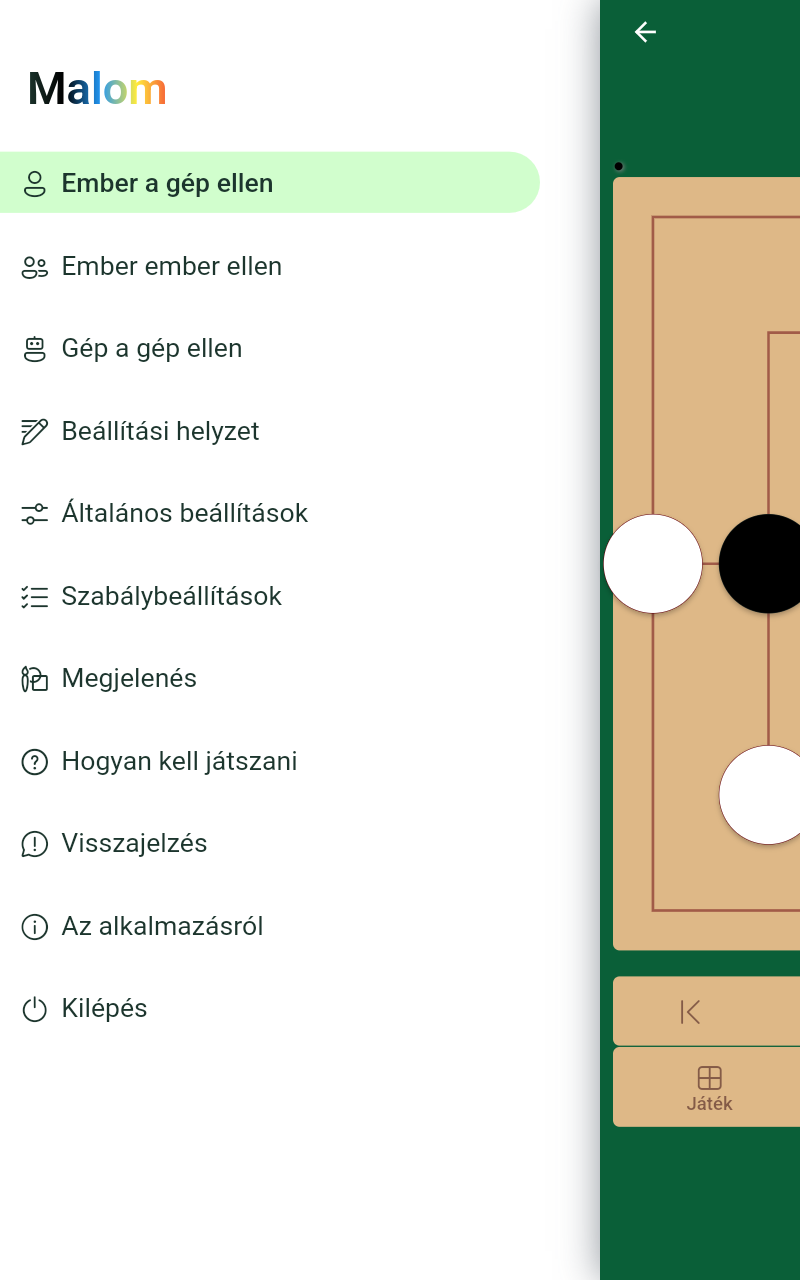 Malom
Ember a gép ellen
Ember ember ellen
Gép a gép ellen
Beállítási helyzet
Általános beállítások
Szabálybeállítások
Megjelenés
Hogyan kell játszani
Visszajelzés
Az alkalmazásról
Kilépés
Játék